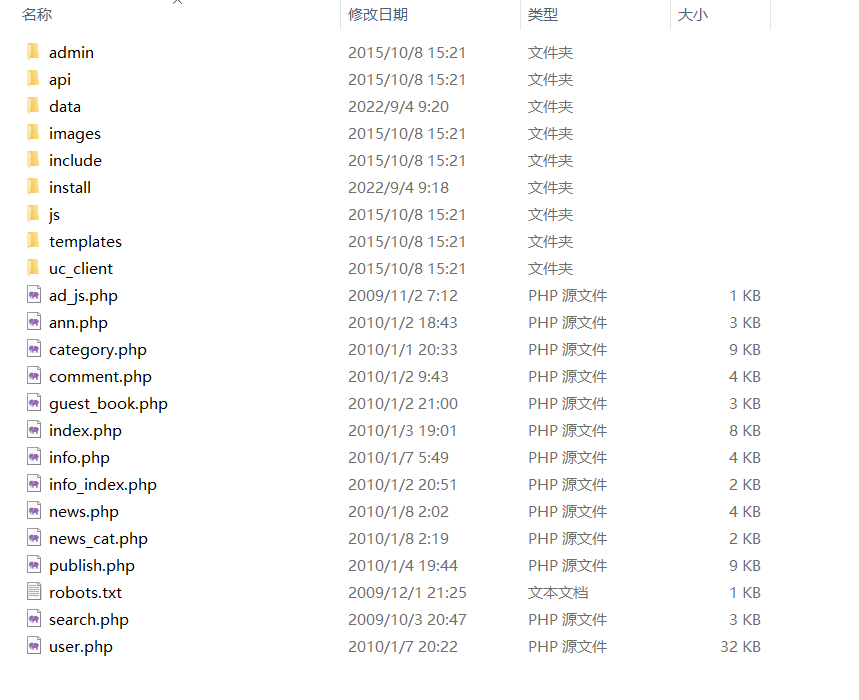 名称 修改日期 类型 大小
admin 2015/10/8 15:21 文件夹
api 2015/10/8 15:21 文件夹
data 2022/9/4 9:20 文件夹
images 2015/10/8 15:21 文件夹
include 2015/10/8 15:21 文件夹
install 2022/9/4 9:18 文件夹
js 2015/10/8 15:21 文件夹
templates 2015/10/8 15:21 文件夹
uc_client 2015/10/8 15:21 文件夹
ad_js.php 2009/11/2 7:12 PHP 源文件 1 KB
ann.php 2010/1/2 18:43 PHP 源文件 3 KB
category.php 2010/1/1 20:33 PHP 源文件 9 KB
comment.php 2010/1/2 9:43 PHP 源文件 4 KB
guest_book.php 2010/1/2 21:00 PHP 源文件 3 KB
index.php 2010/1/3 19:01 PHP 源文件 8 KB
info.php 2010/1/7 5:49 PHP 源文件 4 KB
info_index.php 2010/1/2 20:51 PHP 源文件 2 KB
news.php 2010/1/8 2:02 PHP 源文件 4 KB
news_cat.php 2010/1/8 2:19 PHP 源文件 2 KB
publish.php 2010/1/4 19:44 PHP 源文件 9 KB
robots.txt 2009/12/1 21:25 文本文档 1 KB
search.php 2009/10/3 20:47 PHP 源文件 3 KB
user.php 2010/1/7 20:22 PHP 源文件 32 KB